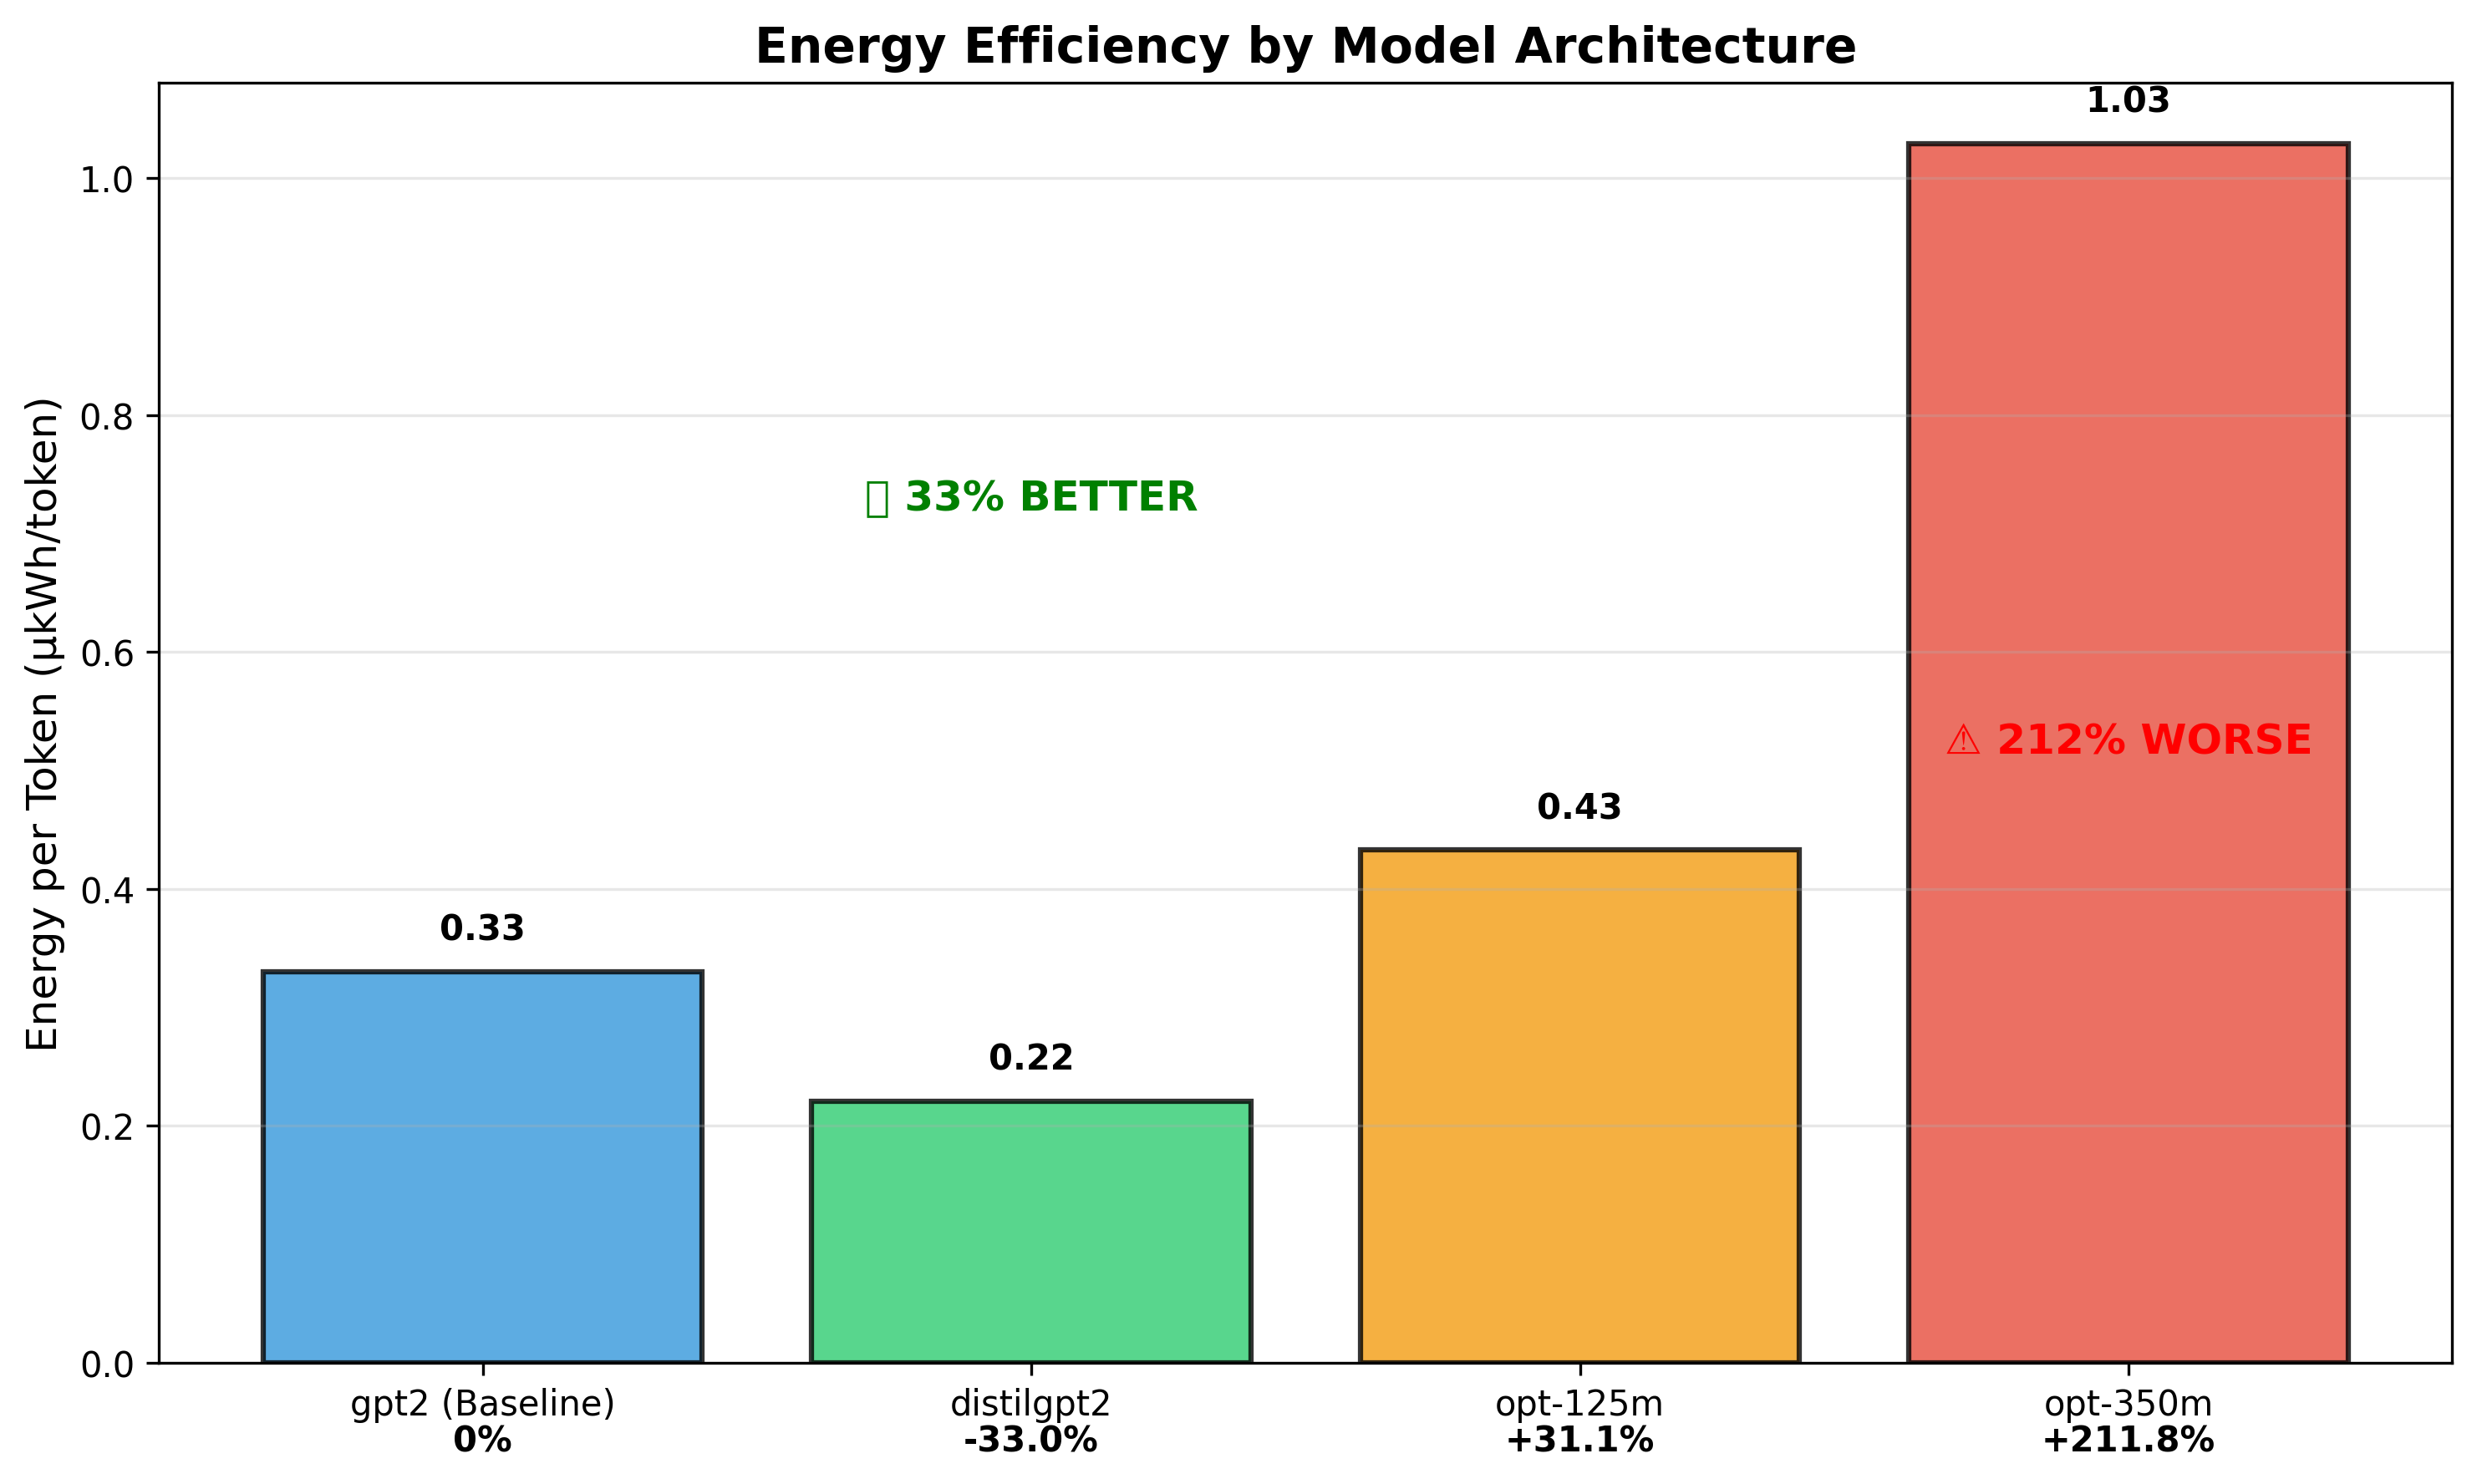 Energy Efficiency by Model Architecture
Energy per Token (µkWh/token)
1.0
0.8
0.6
0.4
0.2
0.0
1.03
33% BETTER
⚠ 212% WORSE
0.43
0.33
0.22
gpt2 (Baseline)
0%
distilgpt2
-33.0%
opt-125m
+31.1%
opt-350m
+211.8%